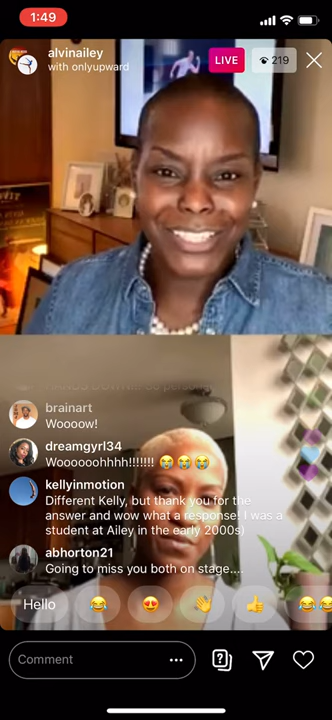 1:49
alvinailey
with onlyupward
LIVE
219
brainart
Woooow!
dreamgyrl34
Woooooohhhh!!!!!!! 😭😭😭
kellyinmotion
Different Kelly, but thank you for the
answer and wow what a response! I was a
student at Ailey in the early 2000s)
abhorton21
Going to miss you both on stage....
Hello 😂 😍 👋 👍 😂😂
Comment